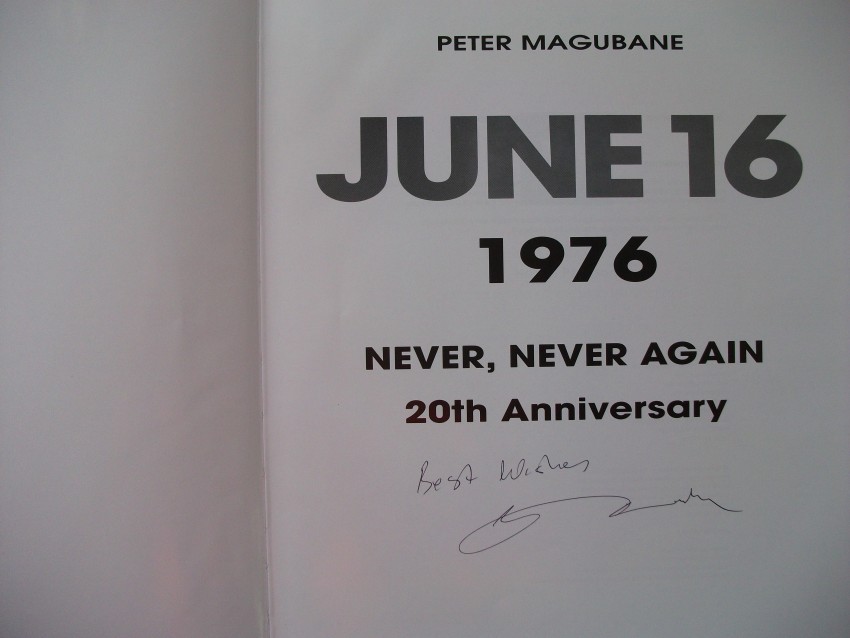 PETER MAGUBANE
JUNE 16
1976
NEVER, NEVER AGAIN
20th Anniversary
Best Wishes